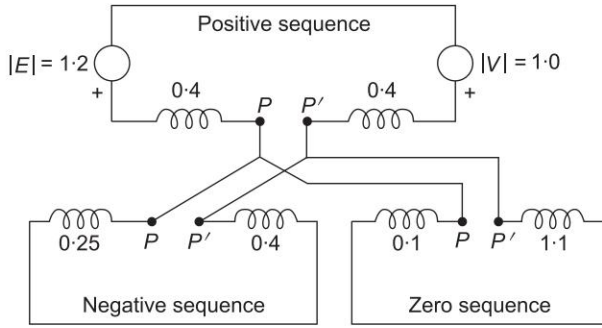 Positive sequence
|E| = 1·2
|V| = 1·0
+
+
0·4
P
P′
0·4
0·25
P
P′
0·4
0·1
P
P′
1·1
Negative sequence
Zero sequence